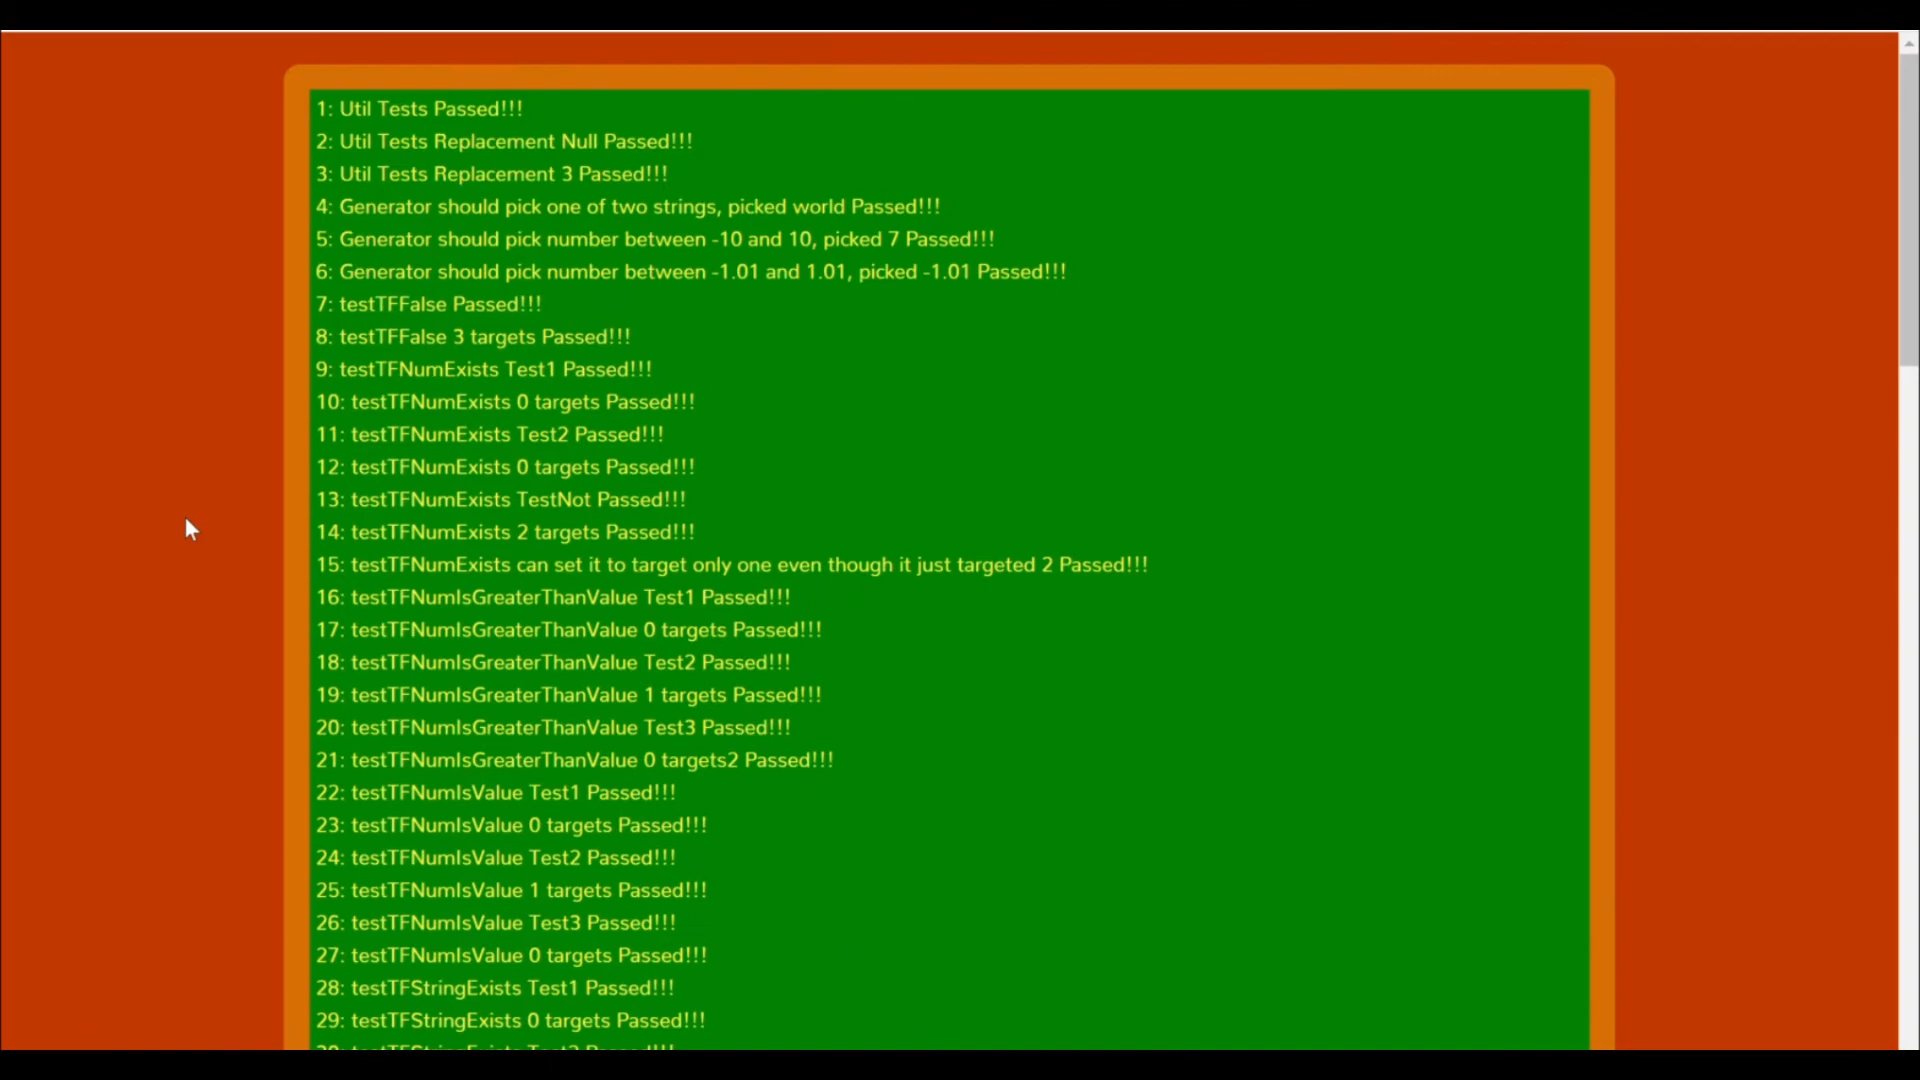 1: Util Tests Passed!!!
2: Util Tests Replacement Null Passed!!!
3: Util Tests Replacement 3 Passed!!!
4: Generator should pick one of two strings, picked world Passed!!!
5: Generator should pick number between -10 and 10, picked 7 Passed!!!
6: Generator should pick number between -1.01 and 1.01, picked -1.01 Passed!!!
7: testTFFalse Passed!!!
8: testTFFalse 3 targets Passed!!!
9: testTFNumExists Test1 Passed!!!
10: testTFNumExists 0 targets Passed!!!
11: testTFNumExists Test2 Passed!!!
12: testTFNumExists 0 targets Passed!!!
13: testTFNumExists TestNot Passed!!!
14: testTFNumExists 2 targets Passed!!!
15: testTFNumExists can set it to target only one even though it just targeted 2 Passed!!!
16: testTFNumIsGreaterThanValue Test1 Passed!!!
17: testTFNumIsGreaterThanValue 0 targets Passed!!!
18: testTFNumIsGreaterThanValue Test2 Passed!!!
19: testTFNumIsGreaterThanValue 1 targets Passed!!!
20: testTFNumIsGreaterThanValue Test3 Passed!!!
21: testTFNumIsGreaterThanValue 0 targets2 Passed!!!
22: testTFNumIsValue Test1 Passed!!!
23: testTFNumIsValue 0 targets Passed!!!
24: testTFNumIsValue Test2 Passed!!!
25: testTFNumIsValue 1 targets Passed!!!
26: testTFNumIsValue Test3 Passed!!!
27: testTFNumIsValue 0 targets Passed!!!
28: testTFStringExists Test1 Passed!!!
29: testTFStringExists 0 targets Passed!!!